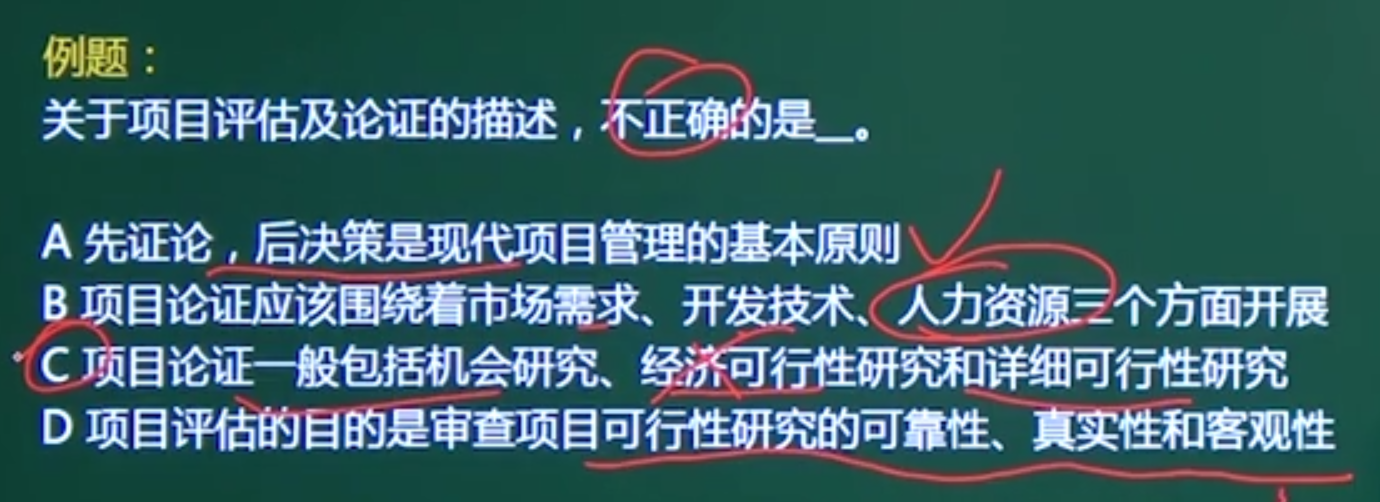 例题：
关于项目评估及论证的描述，不正确的是__。
A 先证论，后决策是现代项目管理的基本原则
B 项目论证应该围绕着市场需求、开发技术、人力资源三个方面开展
C 项目论证一般包括机会研究、经济可行性研究和详细可行性研究
D 项目评估的目的是审查项目可行性研究的可靠性、真实性和客观性